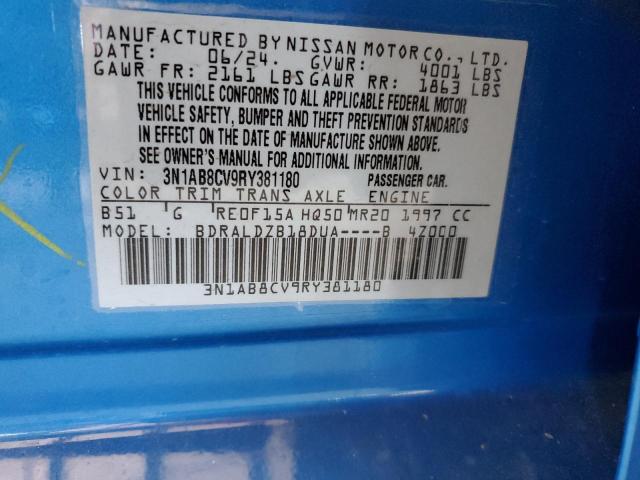 MANUFACTURED BY NISSAN MOTOR CO., LTD.
DATE: 06/24. GVWR: 4001 LBS
GAWR FR: 2161 LBS GAWR RR: 1863 LBS
THIS VEHICLE CONFORMS TO ALL APPLICABLE FEDERAL MOTOR
VEHICLE SAFETY, BUMPER AND THEFT PREVENTION STANDARDS
IN EFFECT ON THE DATE OF MANUFACTURE SHOWN ABOVE.
SEE OWNER'S MANUAL FOR ADDITIONAL INFORMATION.
VIN: 3N1AB8CV9RY381180 PASSENGER CAR.
COLOR TRIM TRANS AXLE ENGINE
B51 G RE0F15A HQ50 MR20 1997 CC
MODEL: BDRALDZB18DUA----B 4Z000
3N1AB8CV9RY381180